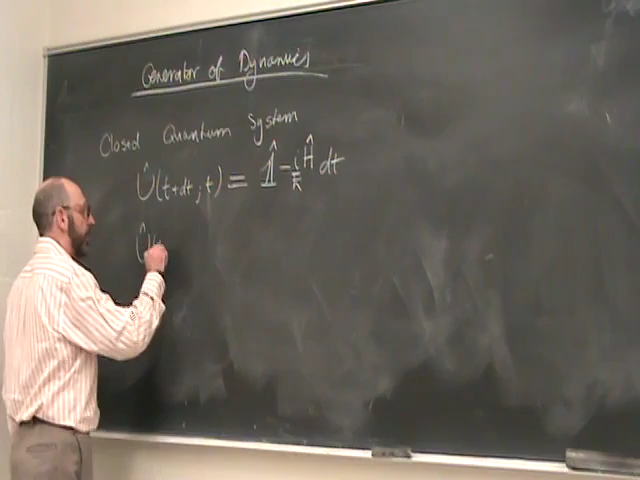 Generator of Dynamics
Closed Quantum System
Û(t+dt; t) = 𝟙̂ - i/ħ Ĥ dt
Û(